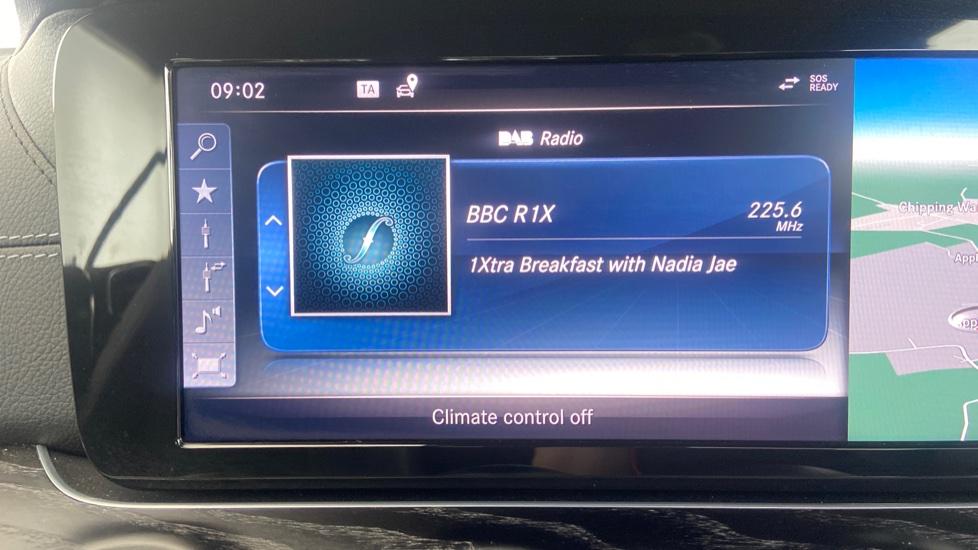 09:02
TA
SOS
READY
DAB Radio
BBC R1X
225.6
MHz
1Xtra Breakfast with Nadia Jae
Climate control off
Chipping